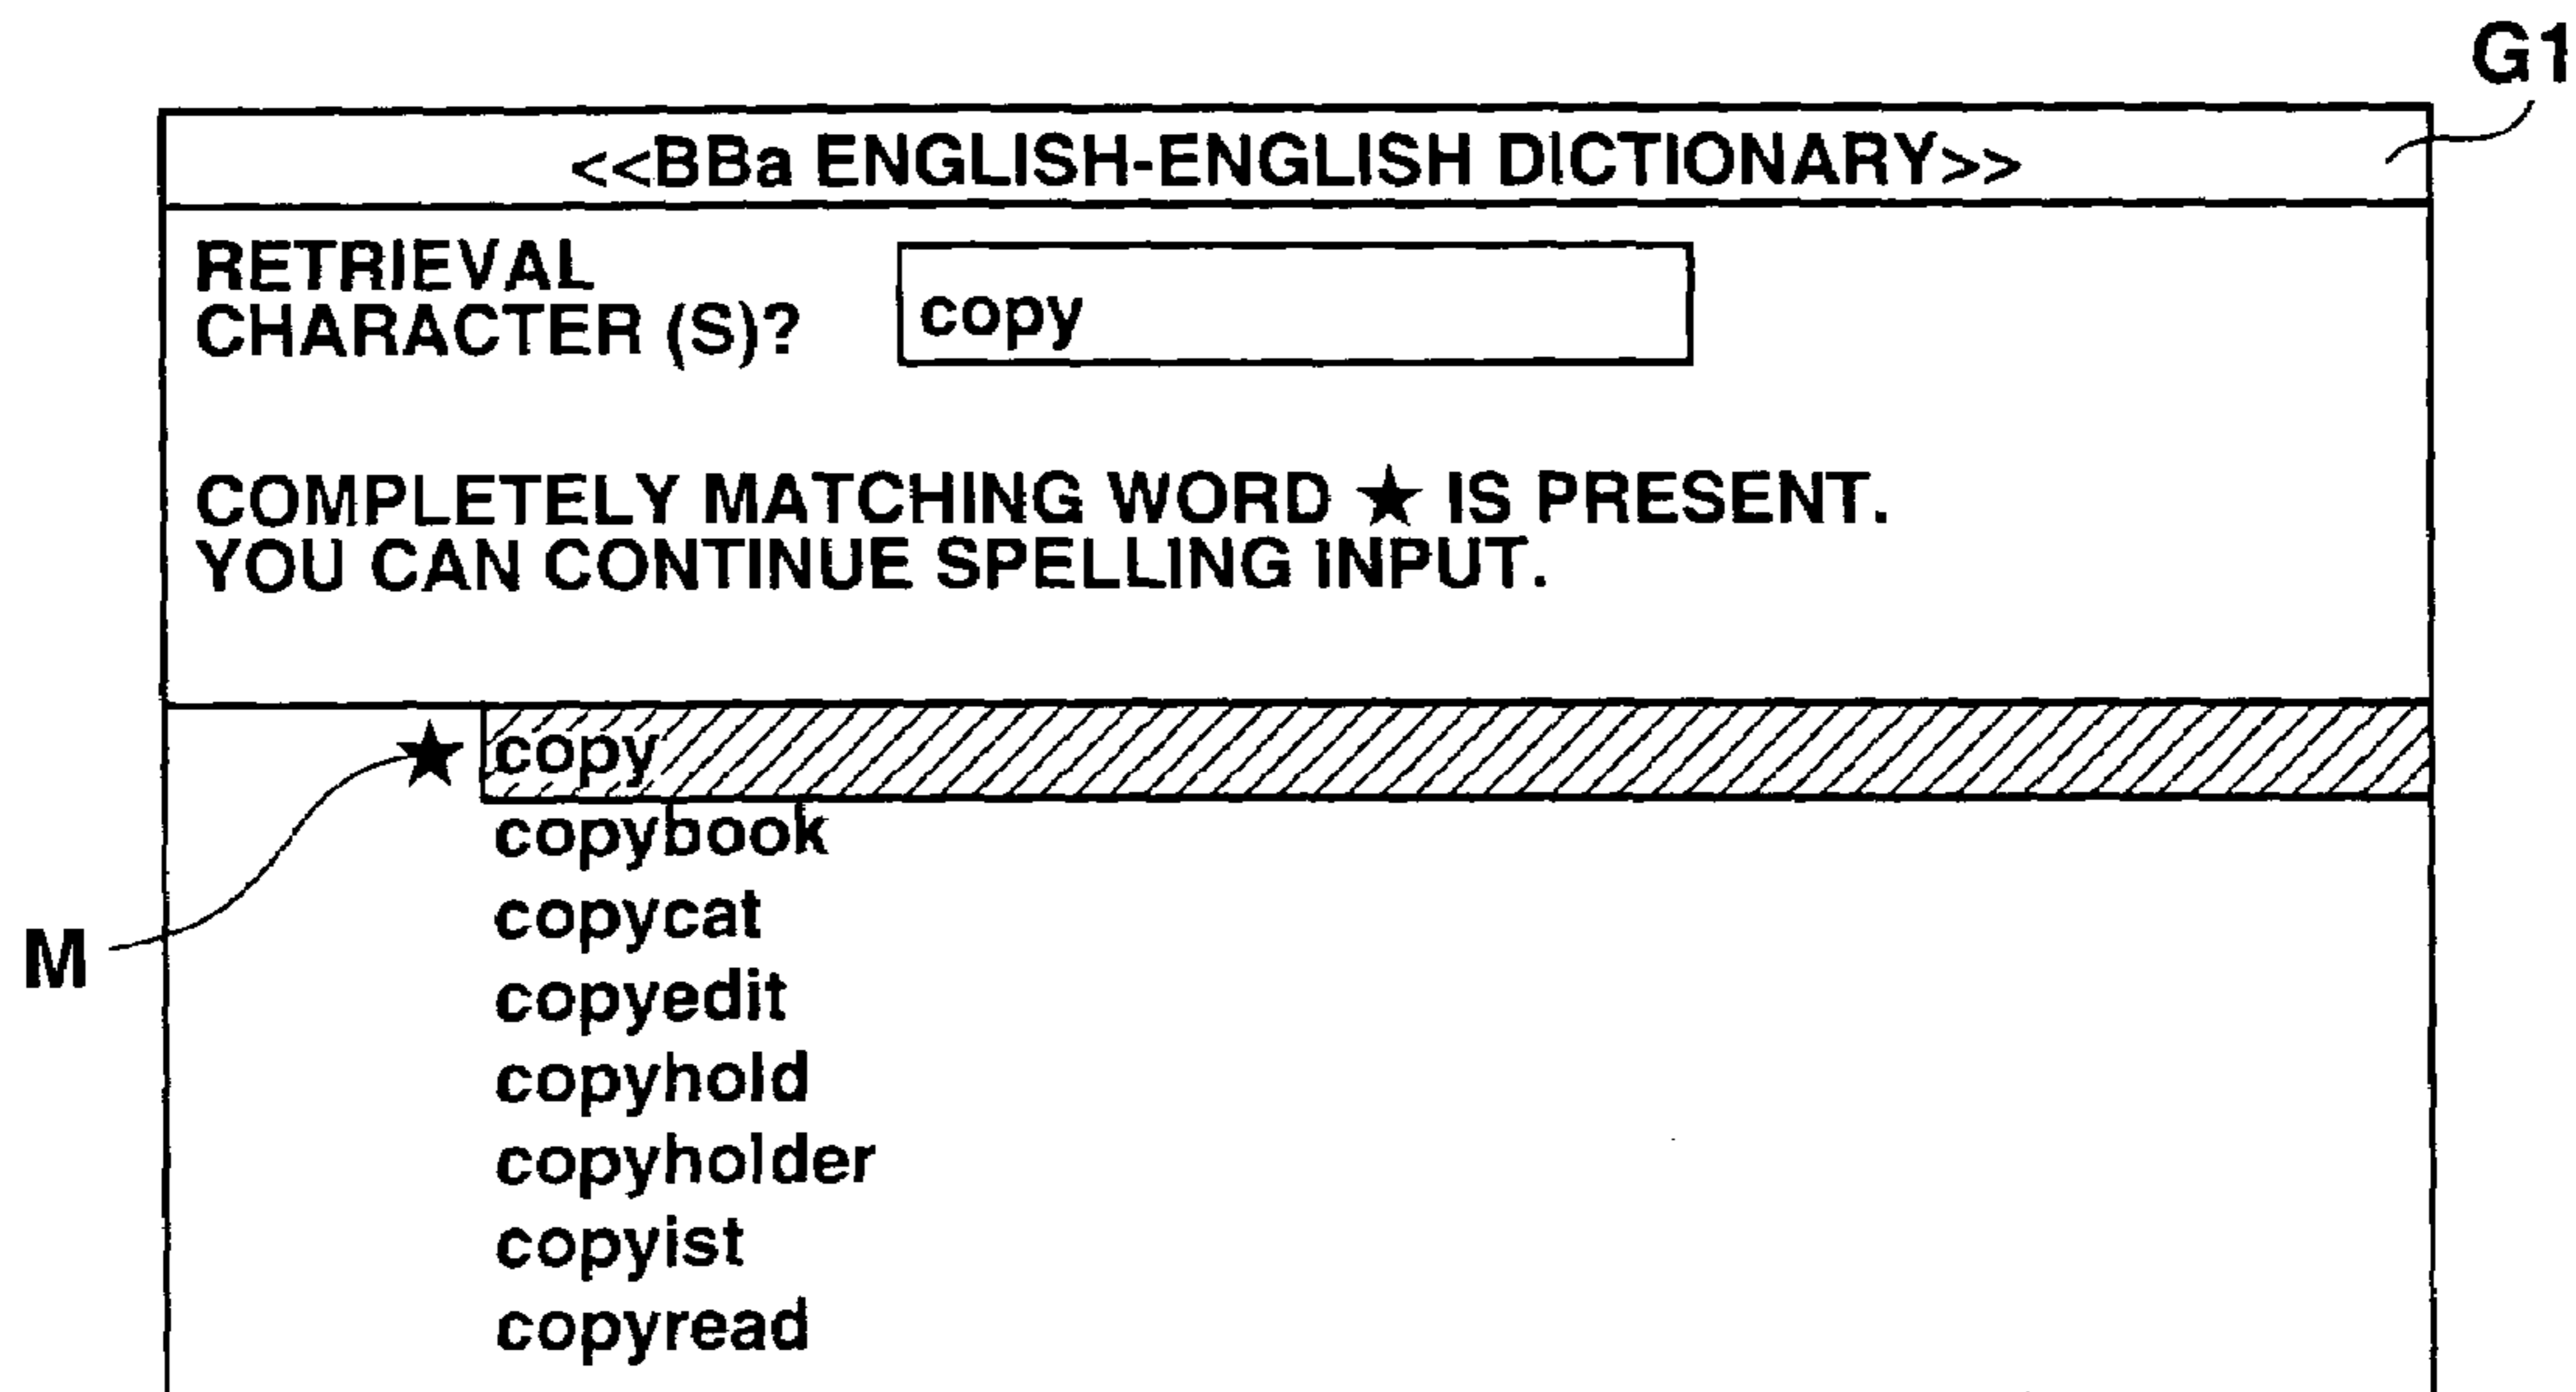 G1
<<BBa ENGLISH-ENGLISH DICTIONARY>>
RETRIEVAL
CHARACTER (S)?
copy
COMPLETELY MATCHING WORD ★ IS PRESENT.
YOU CAN CONTINUE SPELLING INPUT.
★ copy
copybook
copycat
M
copyedit
copyhold
copyholder
copyist
copyread